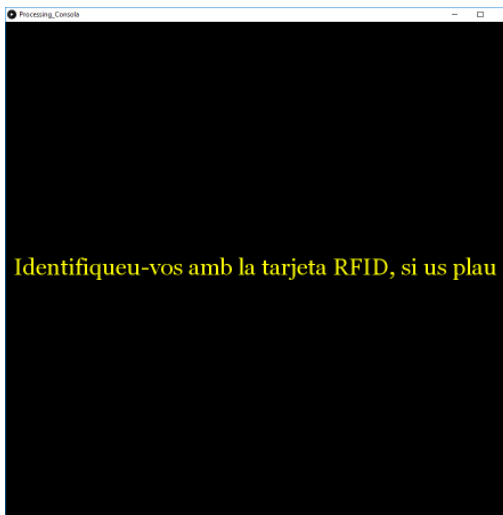 Processing_Consola
Identifiqueu-vos amb la tarjeta RFID, si us plau